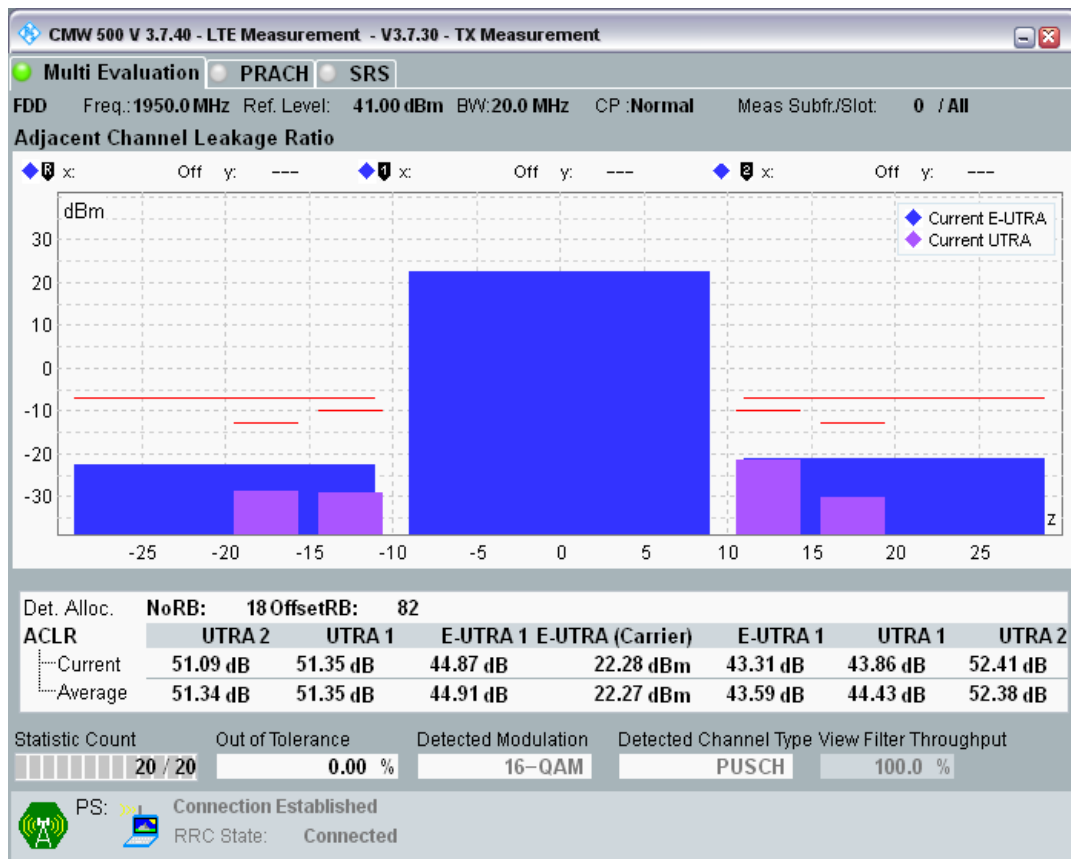 CMW 500 V 3.7.40 - LTE Measurement - V3.7.30 - TX Measurement
Multi Evaluation PRACH SRS
FDD Freq.:1950.0 MHz Ref. Level: 41.00 dBm BW:20.0 MHz CP :Normal Meas Subfr./Slot: 0 / All
Adjacent Channel Leakage Ratio
R x: Off y: --- 1 x: Off y: --- 2 x: Off y: ---
dBm
Current E-UTRA
Current UTRA
30
20
10
0
-10
-20
-30
z
-25 -20 -15 -10 -5 0 5 10 15 20 25
Det. Alloc. NoRB: 18 OffsetRB: 82
ACLR UTRA 2 UTRA 1 E-UTRA 1 E-UTRA (Carrier) E-UTRA 1 UTRA 1 UTRA 2
Current 51.09 dB 51.35 dB 44.87 dB 22.28 dBm 43.31 dB 43.86 dB 52.41 dB
Average 51.34 dB 51.35 dB 44.91 dB 22.27 dBm 43.59 dB 44.43 dB 52.38 dB
Statistic Count Out of Tolerance Detected Modulation Detected Channel Type View Filter Throughput
20 / 20 0.00 % 16-QAM PUSCH 100.0 %
PS: Connection Established
RRC State: Connected